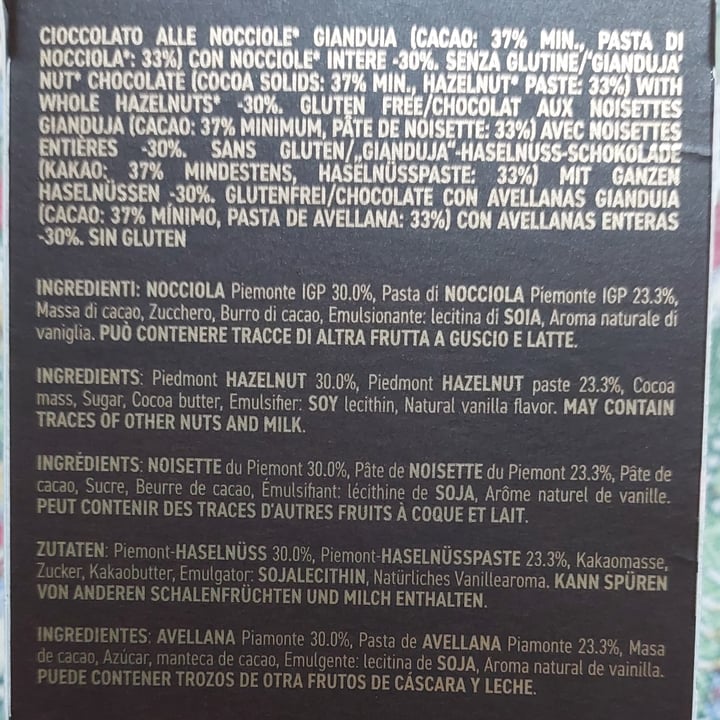 CIOCCOLATO ALLE NOCCIOLE* GIANDUIA (CACAO: 37% MIN., PASTA DI
NOCCIOLA*: 33%) CON NOCCIOLE* INTERE -30%. SENZA GLUTINE/"GIANDUJA"
NUT* CHOCOLATE (COCOA SOLIDS: 37% MIN., HAZELNUT* PASTE: 33%) WITH
WHOLE HAZELNUTS* -30%. GLUTEN FREE/CHOCOLAT AUX NOISETTES
GIANDUJA (CACAO: 37% MINIMUM, PÂTE DE NOISETTE: 33%) AVEC NOISETTES
ENTIÈRES -30%. SANS GLUTEN/„GIANDUJA“-HASELNUSS-SCHOKOLADE
(KAKAO: 37% MINDESTENS, HASELNÜSSPASTE: 33%) MIT GANZEN
HASELNÜSSEN -30%. GLUTENFREI/CHOCOLATE CON AVELLANAS GIANDUIA
(CACAO: 37% MÍNIMO, PASTA DE AVELLANA: 33%) CON AVELLANAS ENTERAS
-30%. SIN GLUTEN
INGREDIENTI: NOCCIOLA Piemonte IGP 30.0%, Pasta di NOCCIOLA Piemonte IGP 23.3%,
Massa di cacao, Zucchero, Burro di cacao, Emulsionante: lecitina di SOIA, Aroma naturale di
vaniglia. PUÒ CONTENERE TRACCE DI ALTRA FRUTTA A GUSCIO E LATTE.
INGREDIENTS: Piedmont HAZELNUT 30.0%, Piedmont HAZELNUT paste 23.3%, Cocoa
mass, Sugar, Cocoa butter, Emulsifier: SOY lecithin, Natural vanilla flavor. MAY CONTAIN
TRACES OF OTHER NUTS AND MILK.
INGRÉDIENTS: NOISETTE du Piemont 30.0%, Pâte de NOISETTE du Piemont 23.3%, Pâte de
cacao, Sucre, Beurre de cacao, Émulsifiant: lécithine de SOJA, Arôme naturel de vanille.
PEUT CONTENIR DES TRACES D'AUTRES FRUITS À COQUE ET LAIT.
ZUTATEN: Piemont-HASELNÜSS 30.0%, Piemont-HASELNÜSSPASTE 23.3%, Kakaomasse,
Zucker, Kakaobutter, Emulgator: SOJALECITHIN, Natürliches Vanillearoma. KANN SPÜREN
VON ANDEREN SCHALENFRÜCHTEN UND MILCH ENTHALTEN.
INGREDIENTES: AVELLANA Piamonte 30.0%, Pasta de AVELLANA Piamonte 23.3%, Masa
de cacao, Azúcar, manteca de cacao, Emulgente: lecitina de SOJA, Aroma natural de vainilla.
PUEDE CONTENER TROZOS DE OTRA FRUTOS DE CÁSCARA Y LECHE.